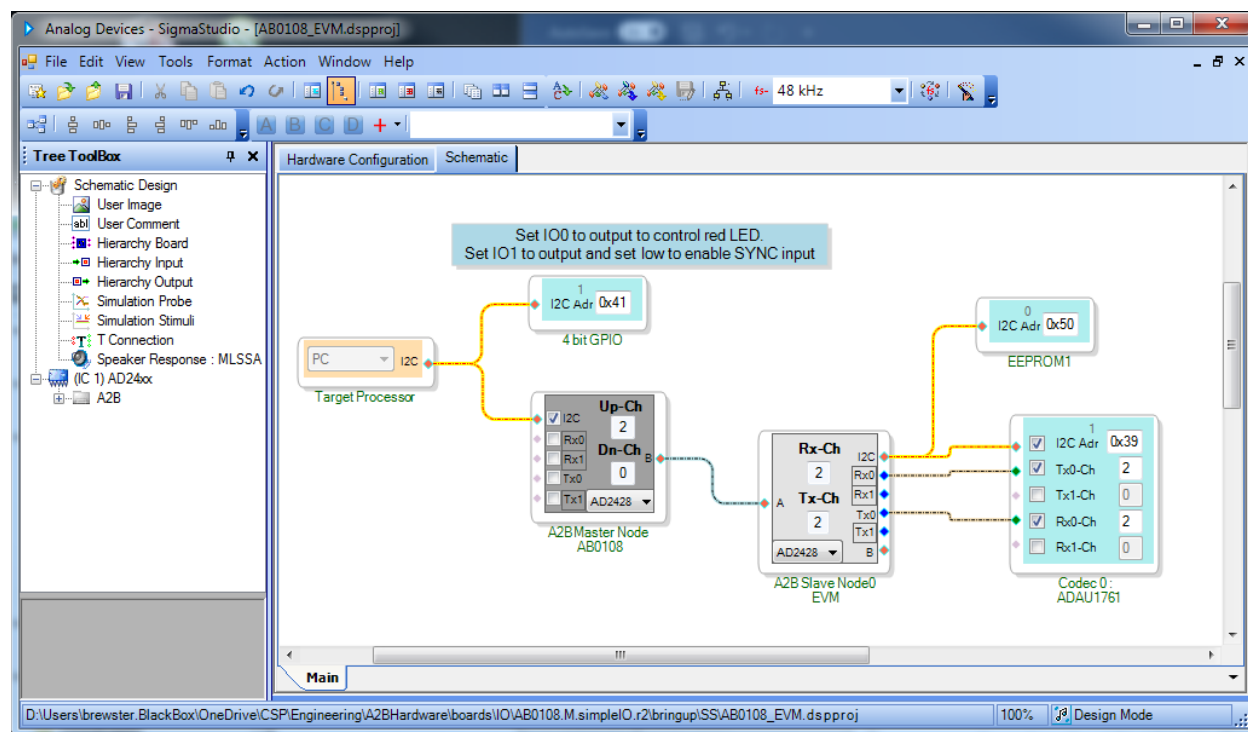 Analog Devices - SigmaStudio - [AB0108_EVM.dspproj]
File Edit View Tools Format Action Window Help
fs- 48 kHz
A B C D
Tree ToolBox
Schematic Design
User Image
abl User Comment
Hierarchy Board
Hierarchy Input
Hierarchy Output
Simulation Probe
Simulation Stimuli
T T Connection
Speaker Response : MLSSA
(IC 1) AD24xx
A2B
Hardware Configuration Schematic
Set IO0 to output to control red LED.
Set IO1 to output and set low to enable SYNC input
1
I2C Adr 0x41
4 bit GPIO
PC I2C
Target Processor
Up-Ch
I2C 2
Rx0
Rx1 Dn-Ch B
Tx0 0
Tx1 AD2428
A2B Master Node
AB0108
Rx-Ch I2C
2 Rx0
A Tx-Ch Rx1
2 Tx0
Tx1
AD2428 B
A2B Slave Node0
EVM
0
I2C Adr 0x50
EEPROM1
1
I2C Adr 0x39
Tx0-Ch 2
Tx1-Ch 0
Rx0-Ch 2
Rx1-Ch 0
Codec 0 :
ADAU1761
Main
D:\Users\brewster.BlackBox\OneDrive\CSP\Engineering\A2BHardware\boards\IO\AB0108.M.simpleIO.r2\bringup\SS\AB0108_EVM.dspproj
100% Design Mode